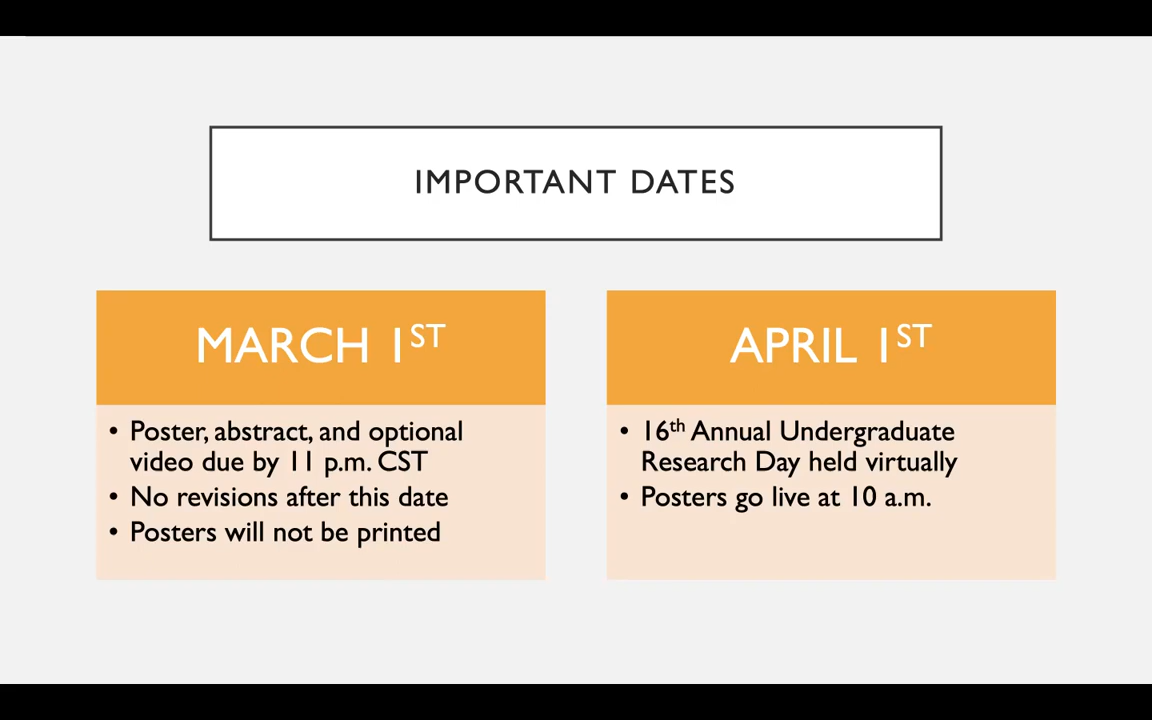 IMPORTANT DATES
MARCH 1ST
• Poster, abstract, and optional
video due by 11 p.m. CST
• No revisions after this date
• Posters will not be printed
APRIL 1ST
• 16th Annual Undergraduate
Research Day held virtually
• Posters go live at 10 a.m.